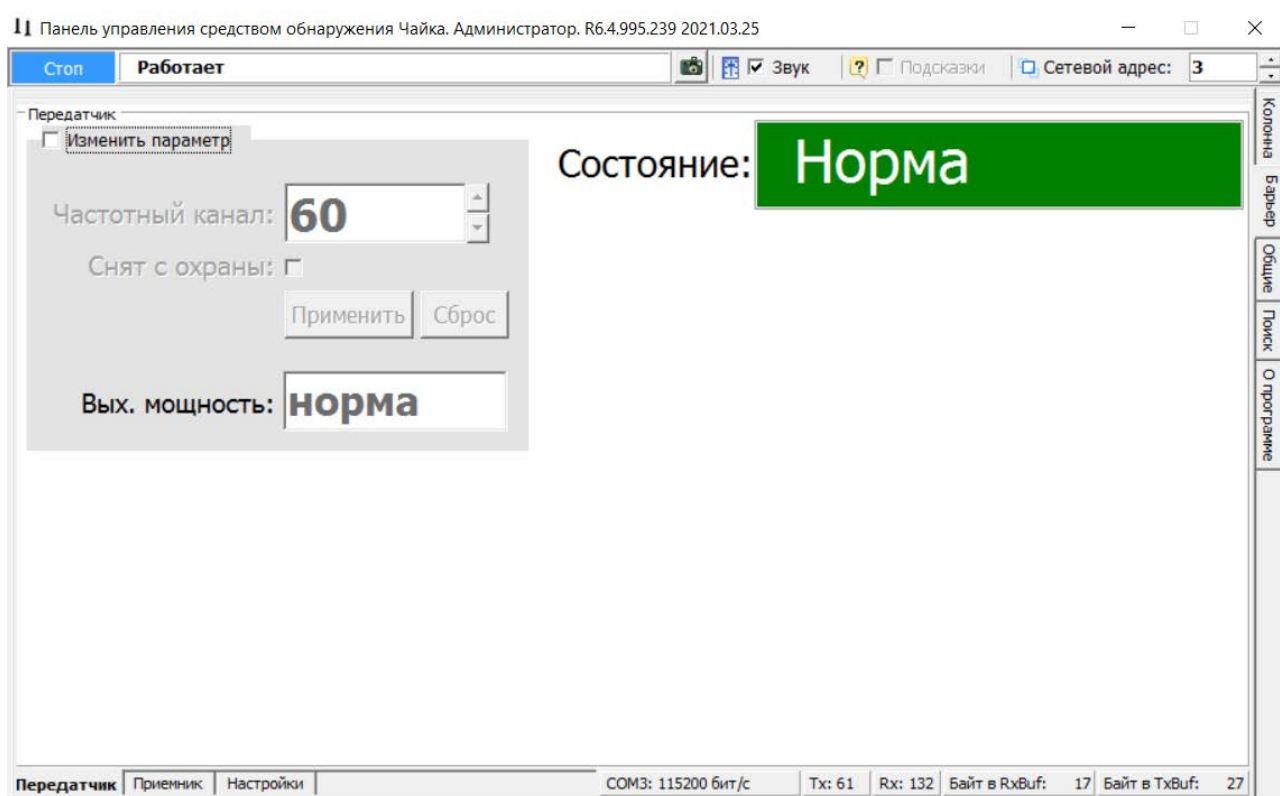 Панель управления средством обнаружения Чайка. Администратор. R6.4.995.239 2021.03.25
Стоп Работает Звук ? Подсказки Сетевой адрес: 3
Передатчик
Изменить параметр
Состояние: Норма
Частотный канал: 60
Снят с охраны:
Применить Сброс
Вых. мощность: норма
Колонна
Барьер
Общие
Поиск
О программе
Передатчик Приемник Настройки COM3: 115200 бит/с Tx: 61 Rx: 132 Байт в RxBuf: 17 Байт в TxBuf: 27